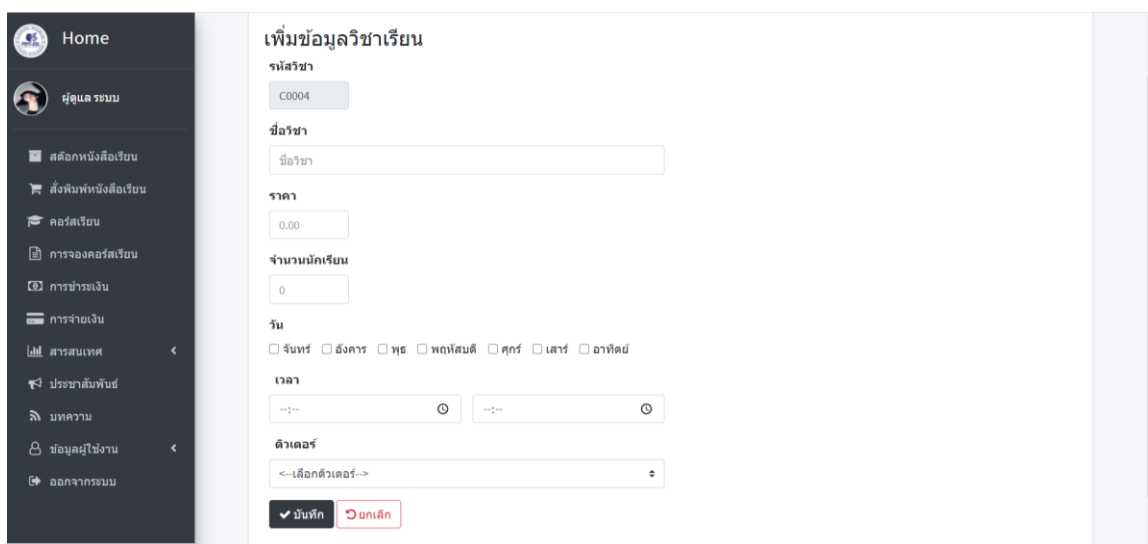 Home
ผู้ดูแล ระบบ
สต๊อกหนังสือเรียน
สั่งพิมพ์หนังสือเรียน
คอร์สเรียน
การจองคอร์สเรียน
การชำระเงิน
การจ่ายเงิน
สารสนเทศ
ประชาสัมพันธ์
บทความ
ข้อมูลผู้ใช้งาน
ออกจากระบบ
เพิ่มข้อมูลวิชาเรียน
รหัสวิชา
C0004
ชื่อวิชา
ชื่อวิชา
ราคา
0.00
จำนวนนักเรียน
0
วัน
จันทร์ อังคาร พุธ พฤหัสบดี ศุกร์ เสาร์ อาทิตย์
เวลา
--:-- --:--
ติวเตอร์
<--เลือกติวเตอร์-->
บันทึก ยกเลิก